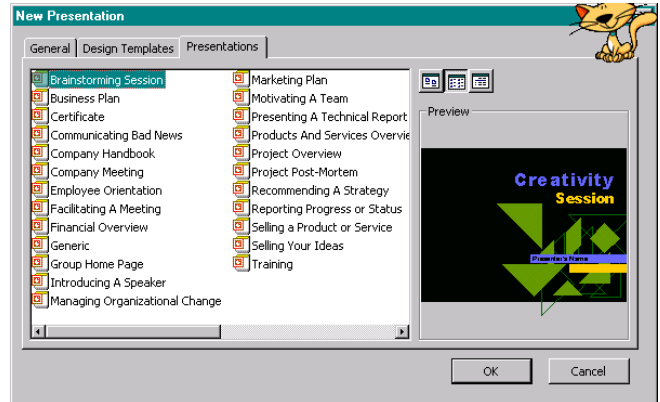 New Presentation
General
Design Templates
Presentations
Brainstorming Session
Business Plan
Certificate
Communicating Bad News
Company Handbook
Company Meeting
Employee Orientation
Facilitating A Meeting
Financial Overview
Generic
Group Home Page
Introducing A Speaker
Managing Organizational Change
Marketing Plan
Motivating A Team
Presenting A Technical Report
Products And Services Overvie
Project Overview
Project Post-Mortem
Recommending A Strategy
Reporting Progress or Status
Selling a Product or Service
Selling Your Ideas
Training
Preview
Creativity
Session
Presenter's Name
OK
Cancel